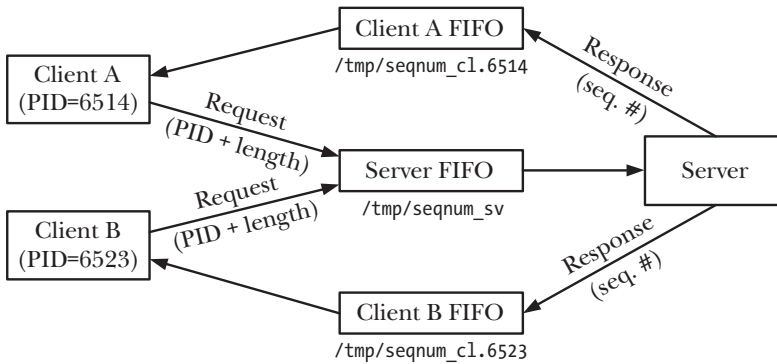 Client A FIFO
/tmp/seqnum_cl.6514
Response
(seq. #)
Client A
(PID=6514)
Request
(PID + length)
Server FIFO
/tmp/seqnum_sv
Server
Request
(PID + length)
Client B
(PID=6523)
Response
(seq. #)
Client B FIFO
/tmp/seqnum_cl.6523